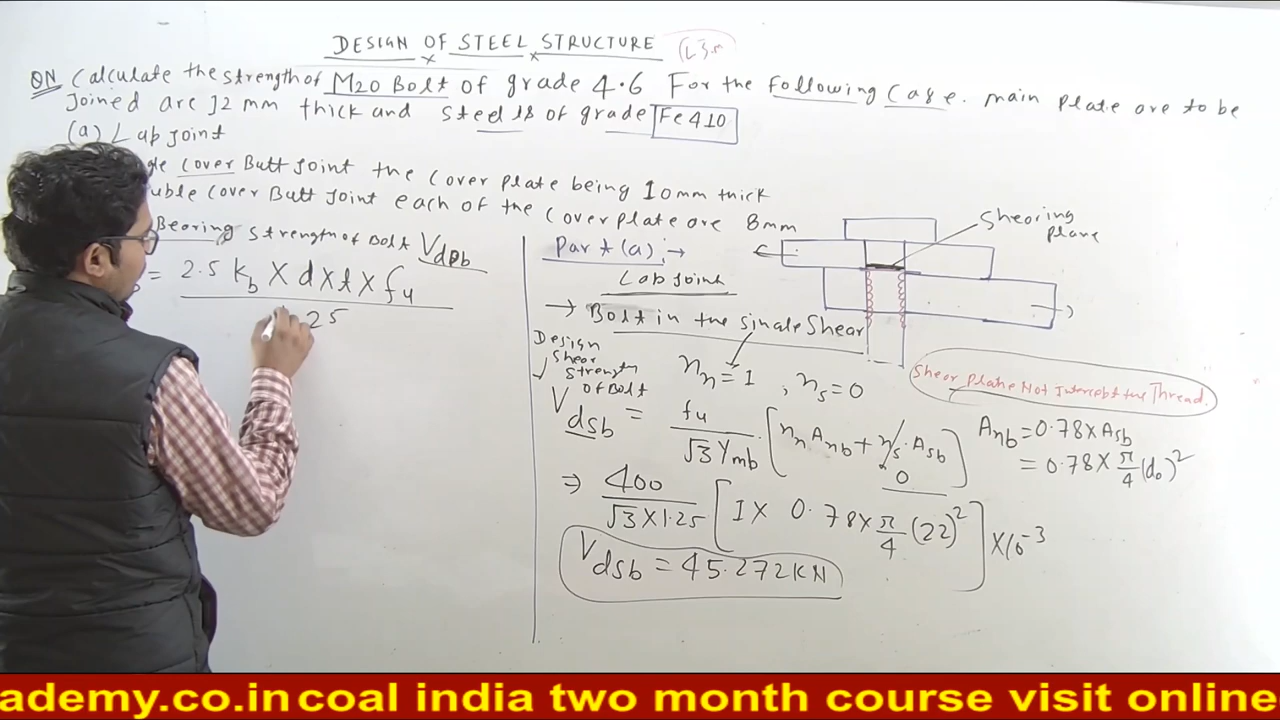 DESIGN OF STEEL STRUCTURE
QN Calculate the strength of M20 Bolt of grade 4.6 For the following Case. main plate are to be
joined are 12 mm thick and Steel is of grade Fe 410
(a) Lap joint
Cover Butt joint the cover plate being 10mm thick
Cover Butt joint each of the cover plate are 8mm
Bearing strength of Bolt Vdpb
= 2.5 kb X d X t X fu
25
Part (a) :→
Lab joint
→ Bolt in the single Shear
Shearing
plane
Design
Shear
Strength
of Bolt
nn = 1 , ns = 0
Shear Plane Not Intercept the Thread.
Vdsb = fu / √3 γmb . [ nn Anb + ns . Asb ]
0
Anb = 0.78 X Asb
= 0.78 X π/4 (do)²
⇒ 400 / √3 X 1.25 [ 1 X 0.78 X π/4 (22)² ] X 10⁻³
Vdsb = 45.272 KN
ademy.co.in coal india two month course visit online